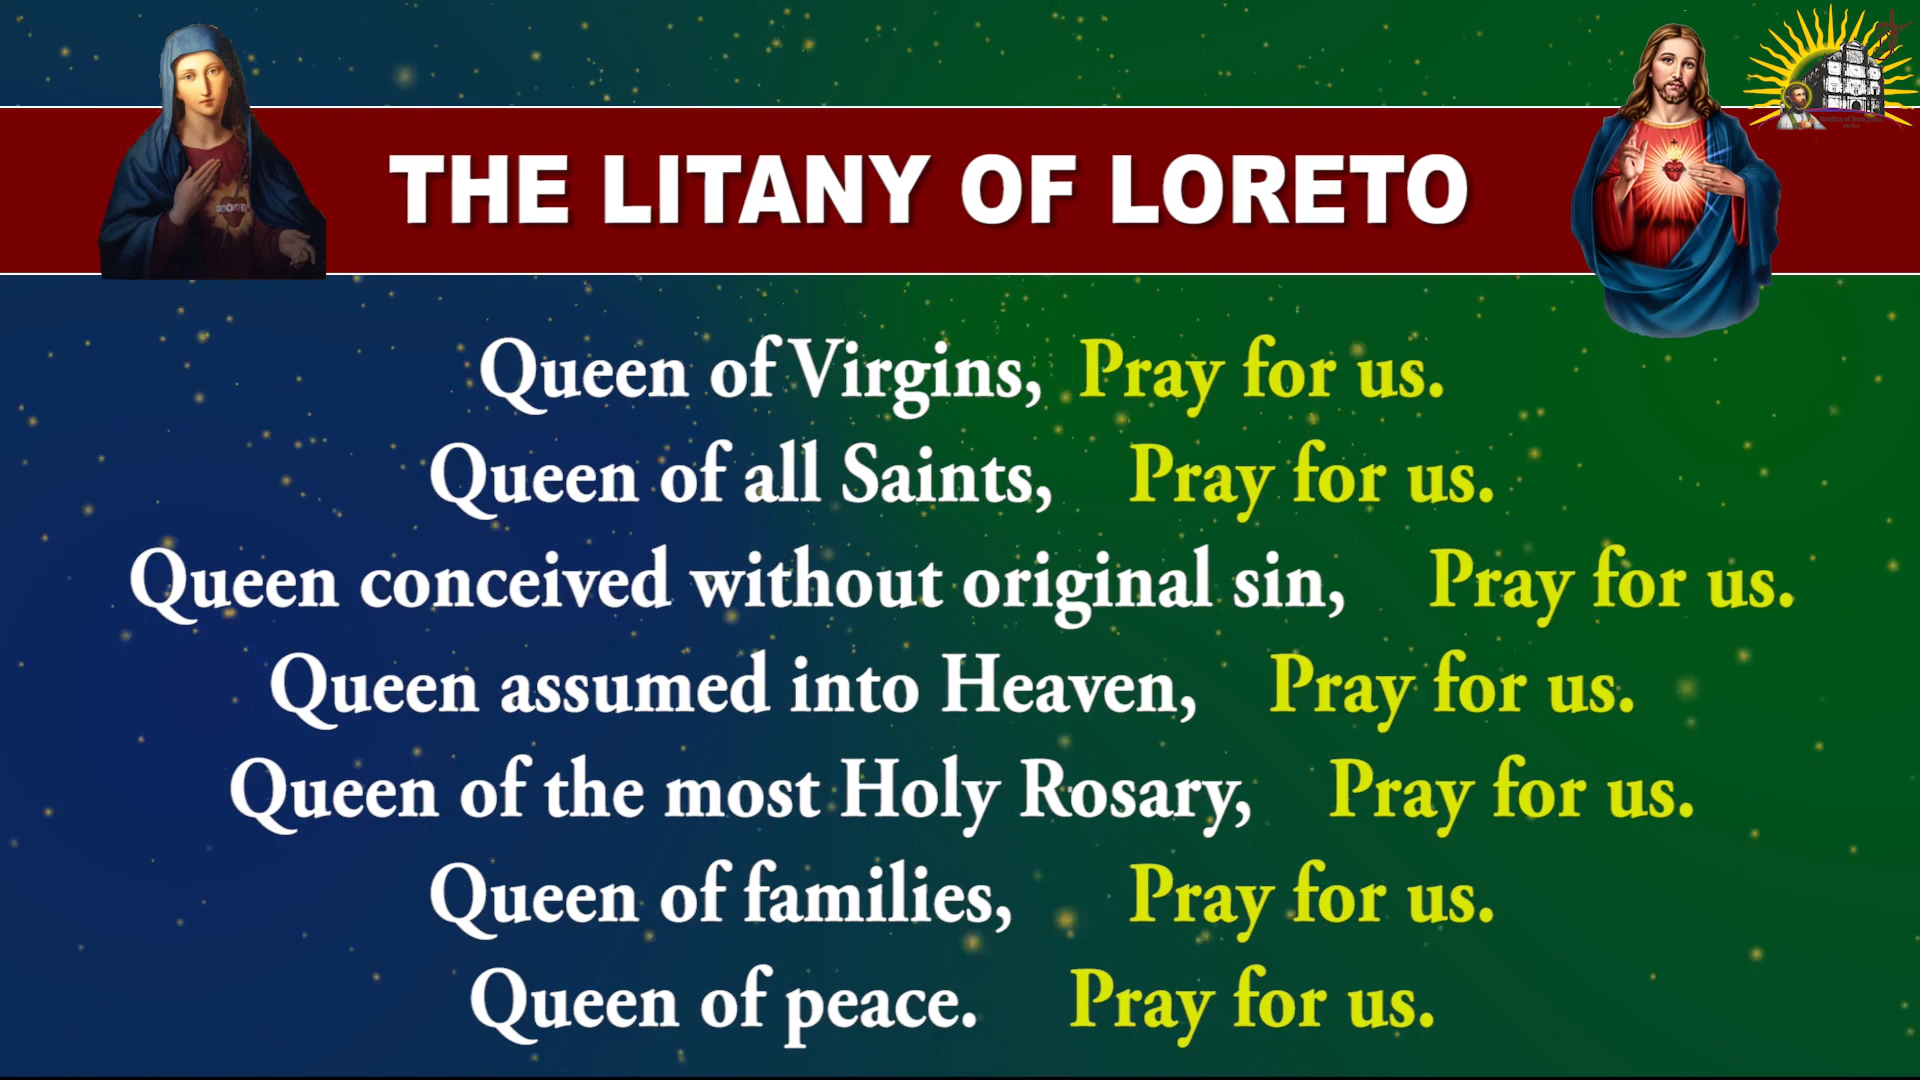 THE LITANY OF LORETO
Queen of Virgins, Pray for us.
Queen of all Saints, Pray for us.
Queen conceived without original sin, Pray for us.
Queen assumed into Heaven, Pray for us.
Queen of the most Holy Rosary, Pray for us.
Queen of families, Pray for us.
Queen of peace. Pray for us.